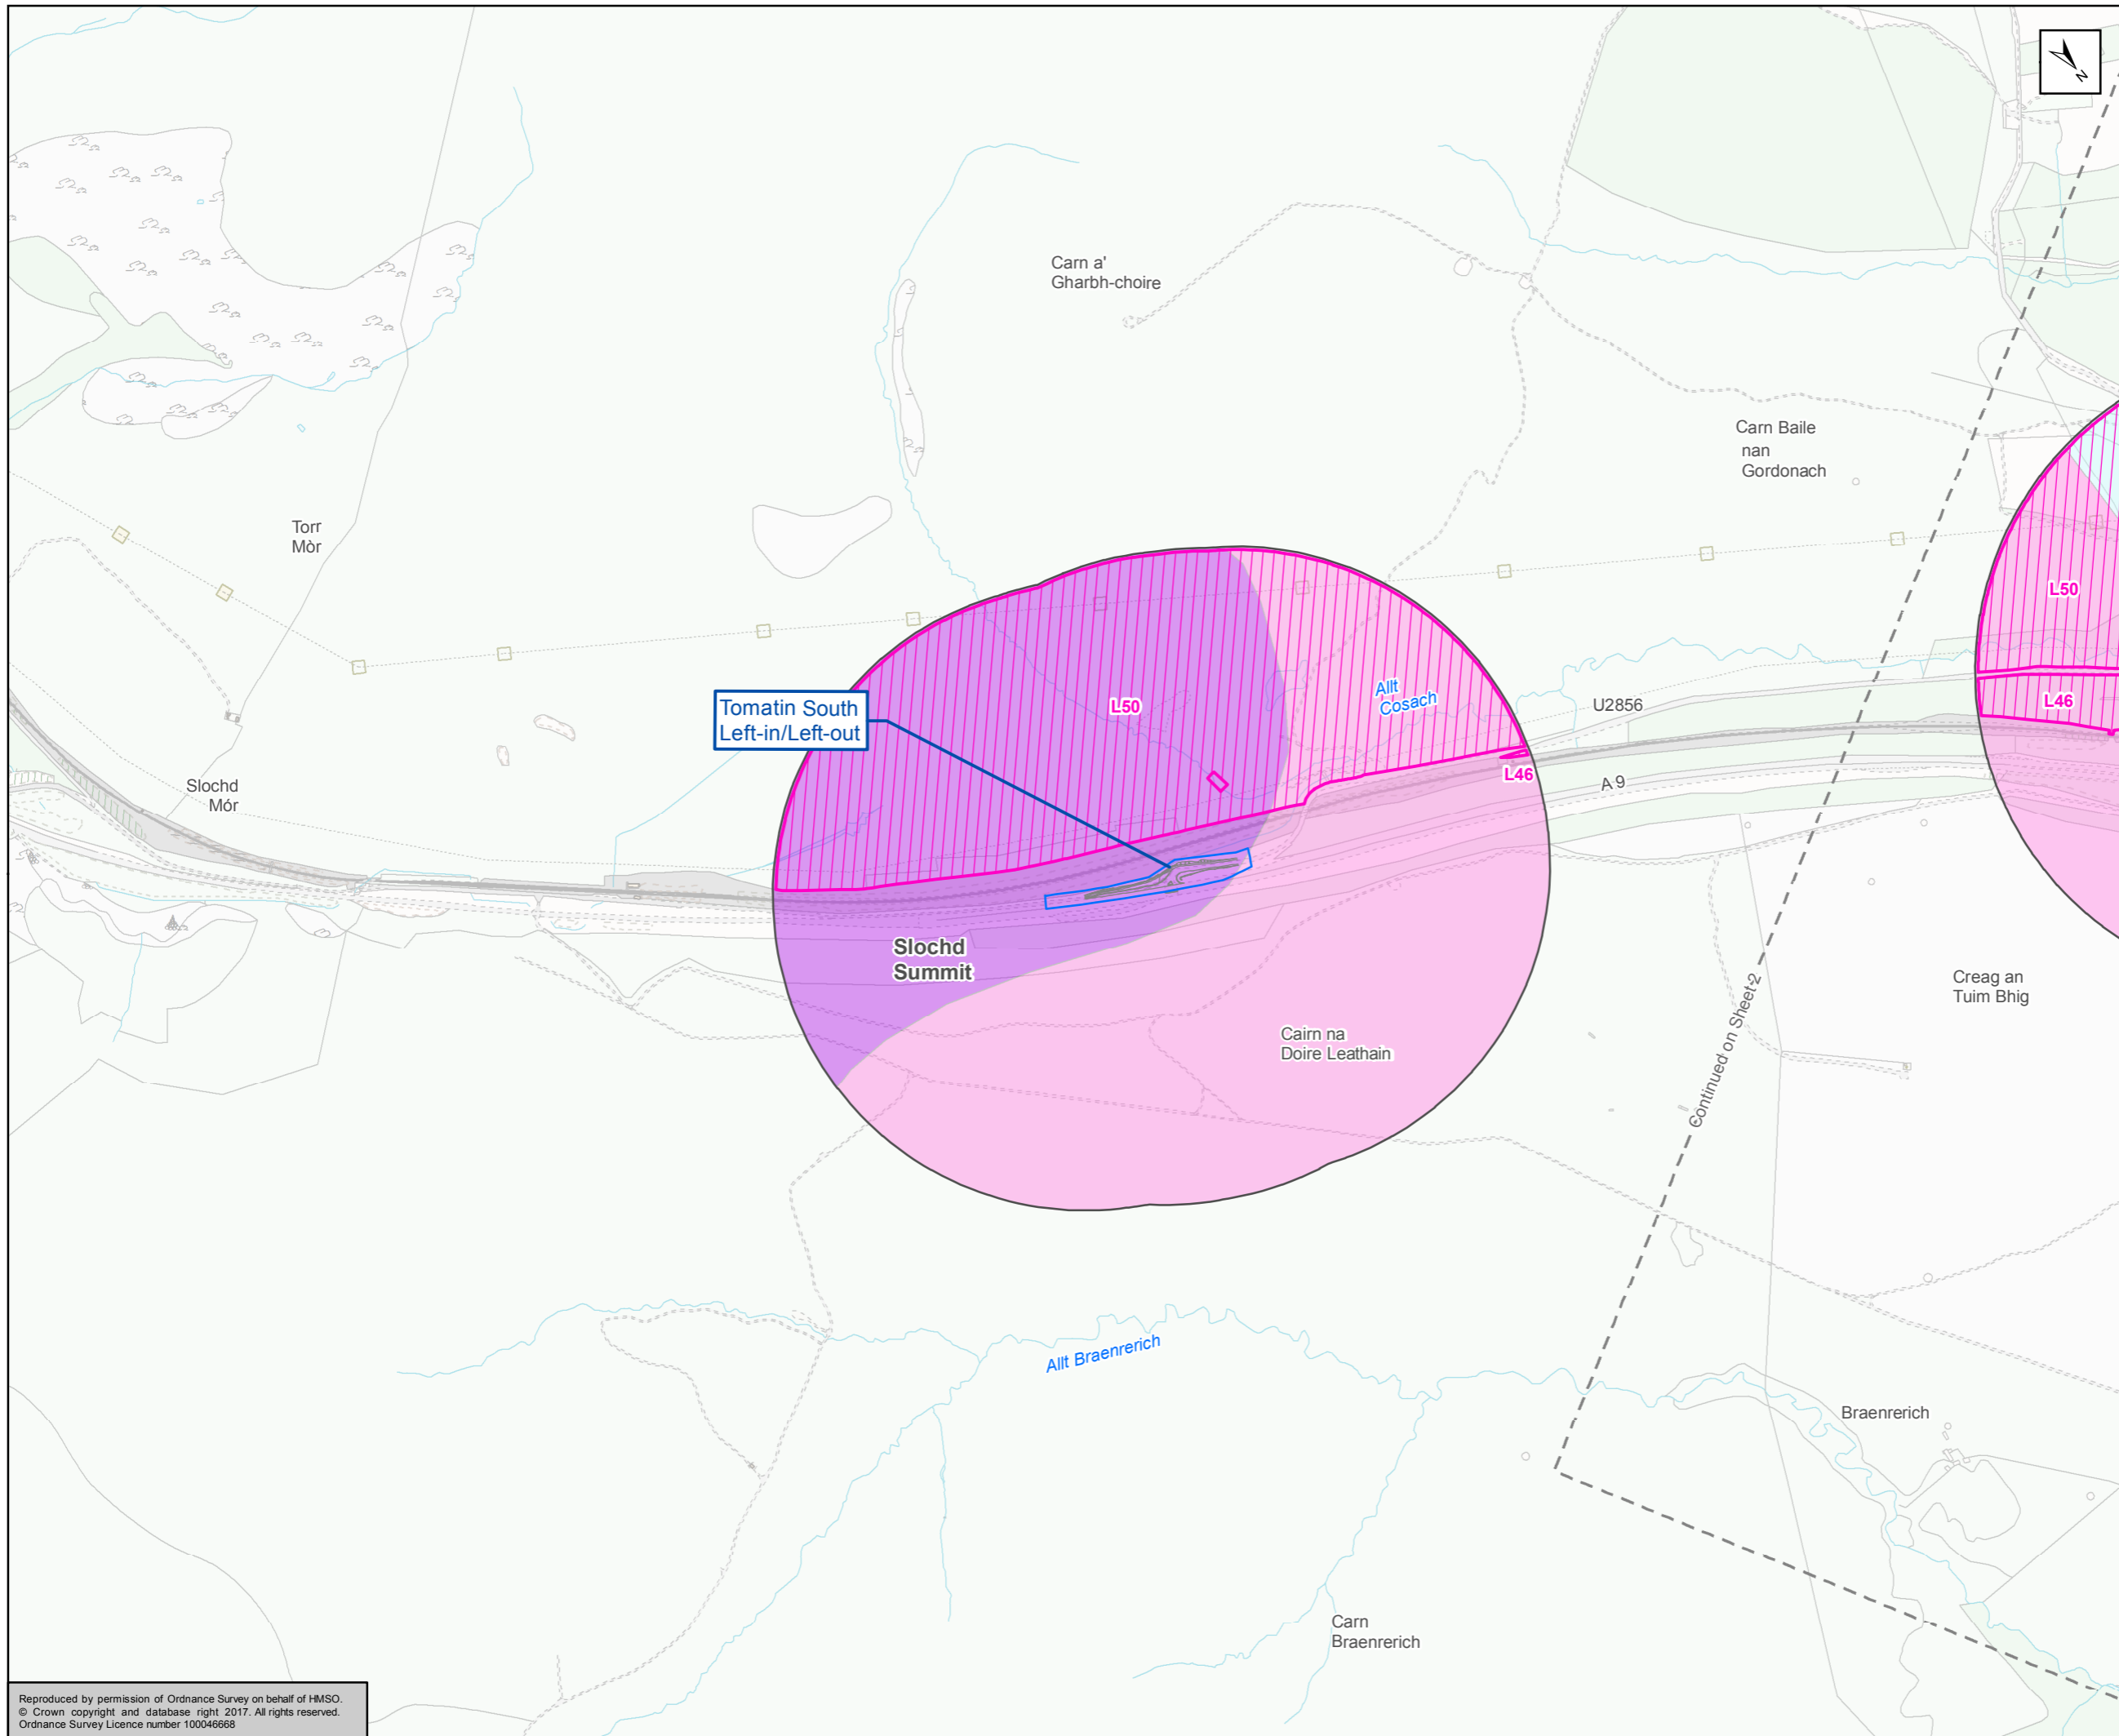 N
Carn a'
Gharbh-choire
Carn Baile
nan
Gordonach
Torr
Mòr
L50
L50
Allt
Cosach
Tomatin South
Left-in/Left-out
U2856
L46
L46
A 9
Slochd
Mór
Slochd
Summit
Creag an
Tuim Bhig
Continued on Sheet 2
Cairn na
Doire Leathain
Allt Braenrerich
Braenrerich
Carn
Braenrerich
Reproduced by permission of Ordnance Survey on behalf of HMSO.
© Crown copyright and database right 2017. All rights reserved.
Ordnance Survey Licence number 100046668